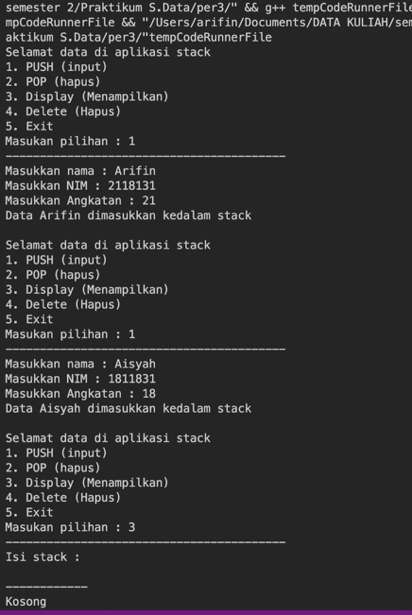 semester 2/Praktikum S.Data/per3/" && g++ tempCodeRunnerFile
mpCodeRunnerFile && "/Users/arifin/Documents/DATA KULIAH/sem
aktikum S.Data/per3/"tempCodeRunnerFile
Selamat data di aplikasi stack
1. PUSH (input)
2. POP (hapus)
3. Display (Menampilkan)
4. Delete (Hapus)
5. Exit
Masukan pilihan : 1
----------------------------------------
Masukkan nama : Arifin
Masukkan NIM : 2118131
Masukkan Angkatan : 21
Data Arifin dimasukkan kedalam stack
Selamat data di aplikasi stack
1. PUSH (input)
2. POP (hapus)
3. Display (Menampilkan)
4. Delete (Hapus)
5. Exit
Masukan pilihan : 1
----------------------------------------
Masukkan nama : Aisyah
Masukkan NIM : 1811831
Masukkan Angkatan : 18
Data Aisyah dimasukkan kedalam stack
Selamat data di aplikasi stack
1. PUSH (input)
2. POP (hapus)
3. Display (Menampilkan)
4. Delete (Hapus)
5. Exit
Masukan pilihan : 3
----------------------------------------
Isi stack :
------------
Kosong